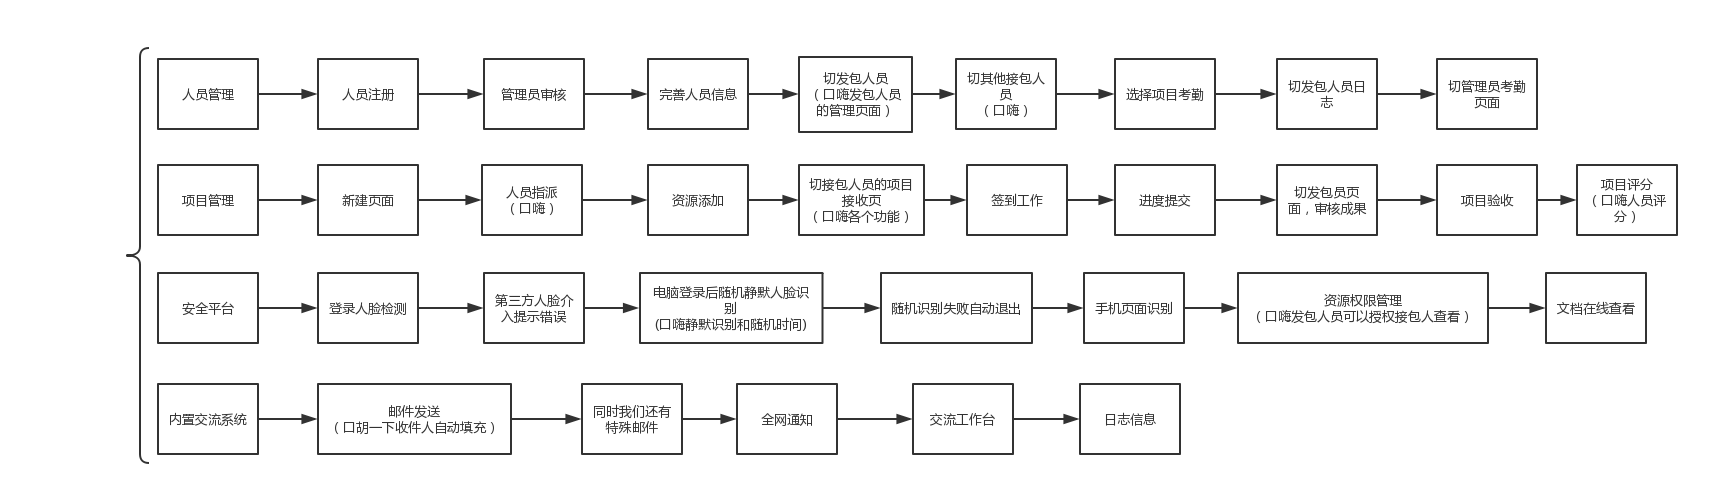 人员管理
人员注册
管理员审核
完善人员信息
切发包人员
（口嗨发包人员
的管理页面）
切其他接包人
员
（口嗨）
选择项目考勤
切发包人员日
志
切管理员考勤
页面
项目管理
新建页面
人员指派
（口嗨）
资源添加
切接包人员的项目
接收页
（口嗨各个功能）
签到工作
进度提交
切发包员页
面，审核成果
项目验收
项目评分
（口嗨人员评
分）
安全平台
登录人脸检测
第三方人脸介
入提示错误
电脑登录后随机静默人脸识
别
(口嗨静默识别和随机时间)
随机识别失败自动退出
手机页面识别
资源权限管理
（口嗨发包人员可以授权接包人查看）
文档在线查看
内置交流系统
邮件发送
（口胡一下收件人自动填充）
同时我们还有
特殊邮件
全网通知
交流工作台
日志信息